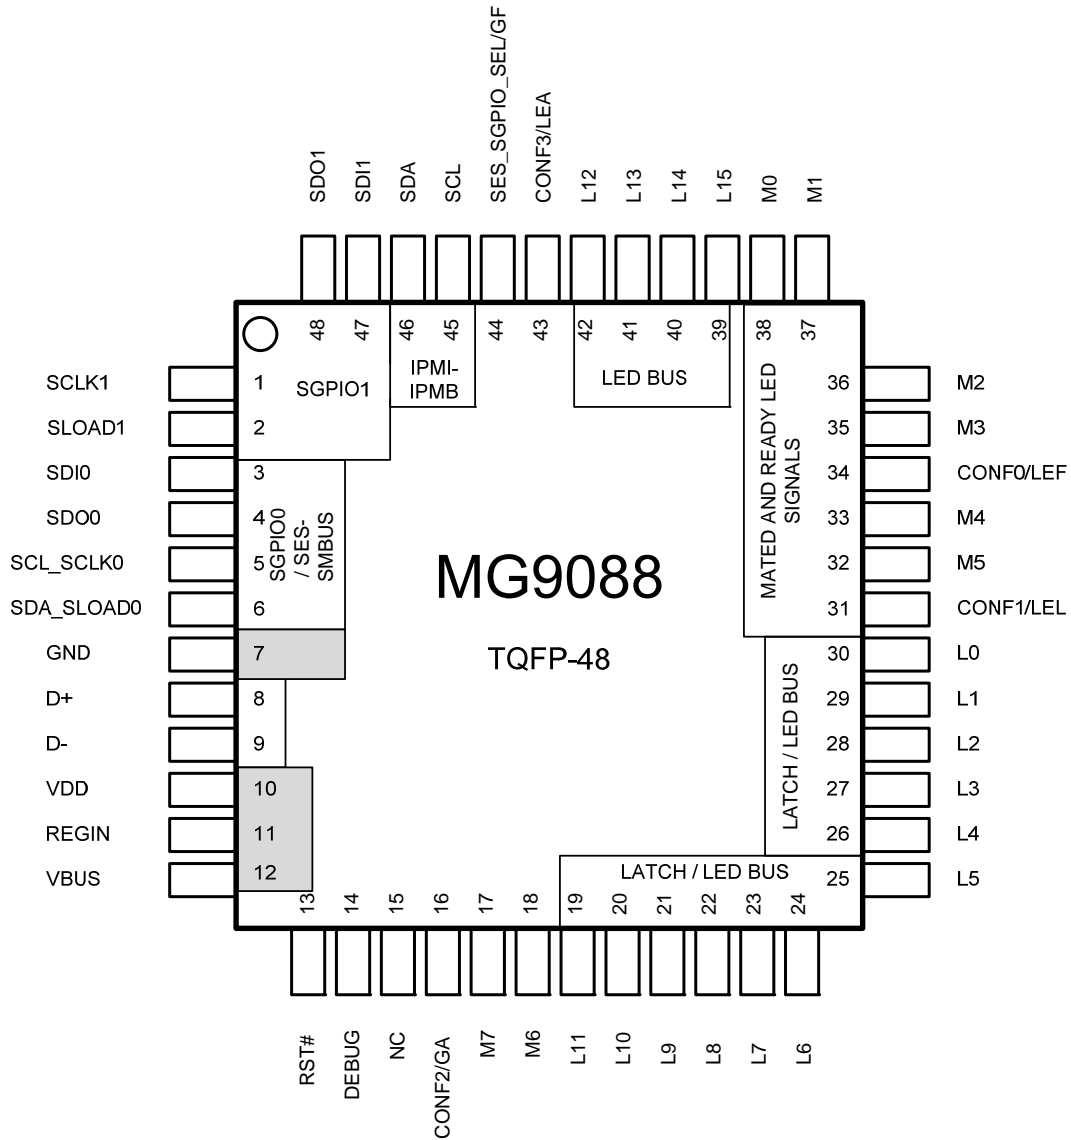 SDO1
SDI1
SDA
SCL
SES_SGPIO_SEL/GF
CONF3/LEA
L12
L13
L14
L15
M0
M1
48
47
46
45
44
43
42
41
40
39
38
37
SCLK1
SLOAD1
SDI0
SDO0
SCL_SCLK0
SDA_SLOAD0
GND
D+
D-
VDD
REGIN
VBUS
1
2
3
4
5
6
7
8
9
10
11
12
SGPIO1
IPMI-
IPMB
LED BUS
MATED AND READY LED
SIGNALS
SGPIO0
/ SES-
SMBUS
MG9088
TQFP-48
LATCH / LED BUS
LATCH / LED BUS
36
35
34
33
32
31
30
29
28
27
26
25
M2
M3
CONF0/LEF
M4
M5
CONF1/LEL
L0
L1
L2
L3
L4
L5
13
14
15
16
17
18
19
20
21
22
23
24
RST#
DEBUG
NC
CONF2/GA
M7
M6
L11
L10
L9
L8
L7
L6